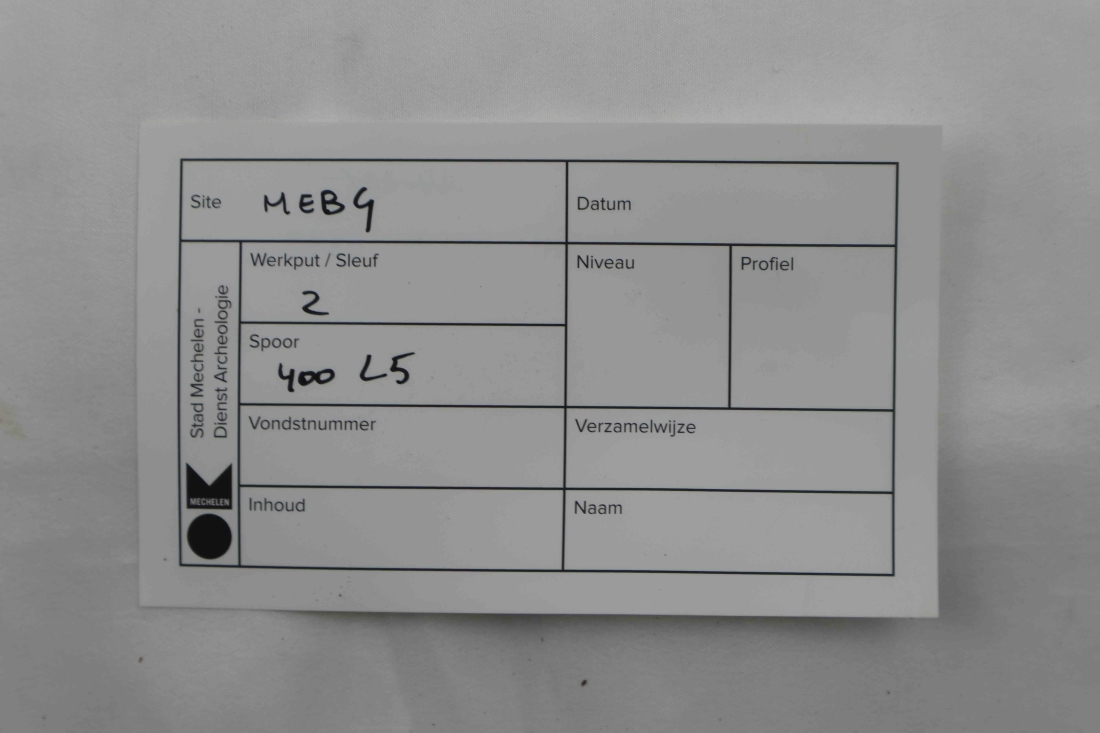 Site MEBG
Datum
Werkput / Sleuf
2
Niveau
Profiel
Spoor
400 L5
Vondstnummer
Verzamelwijze
Inhoud
Naam
Stad Mechelen -
Dienst Archeologie
MECHELEN